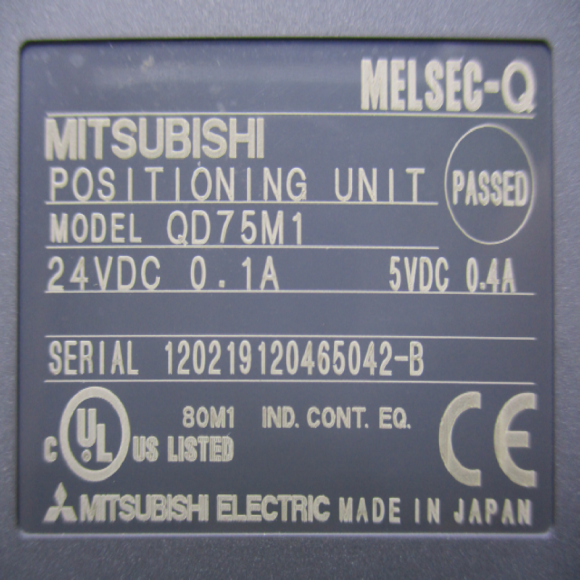 MELSEC-Q
MITSUBISHI
POSITIONING UNIT
PASSED
MODEL QD75M1
24VDC 0.1A 5VDC 0.4A
SERIAL 120219120465042-B
C UL US LISTED
80M1 IND. CONT. EQ.
CE
MITSUBISHI ELECTRIC MADE IN JAPAN